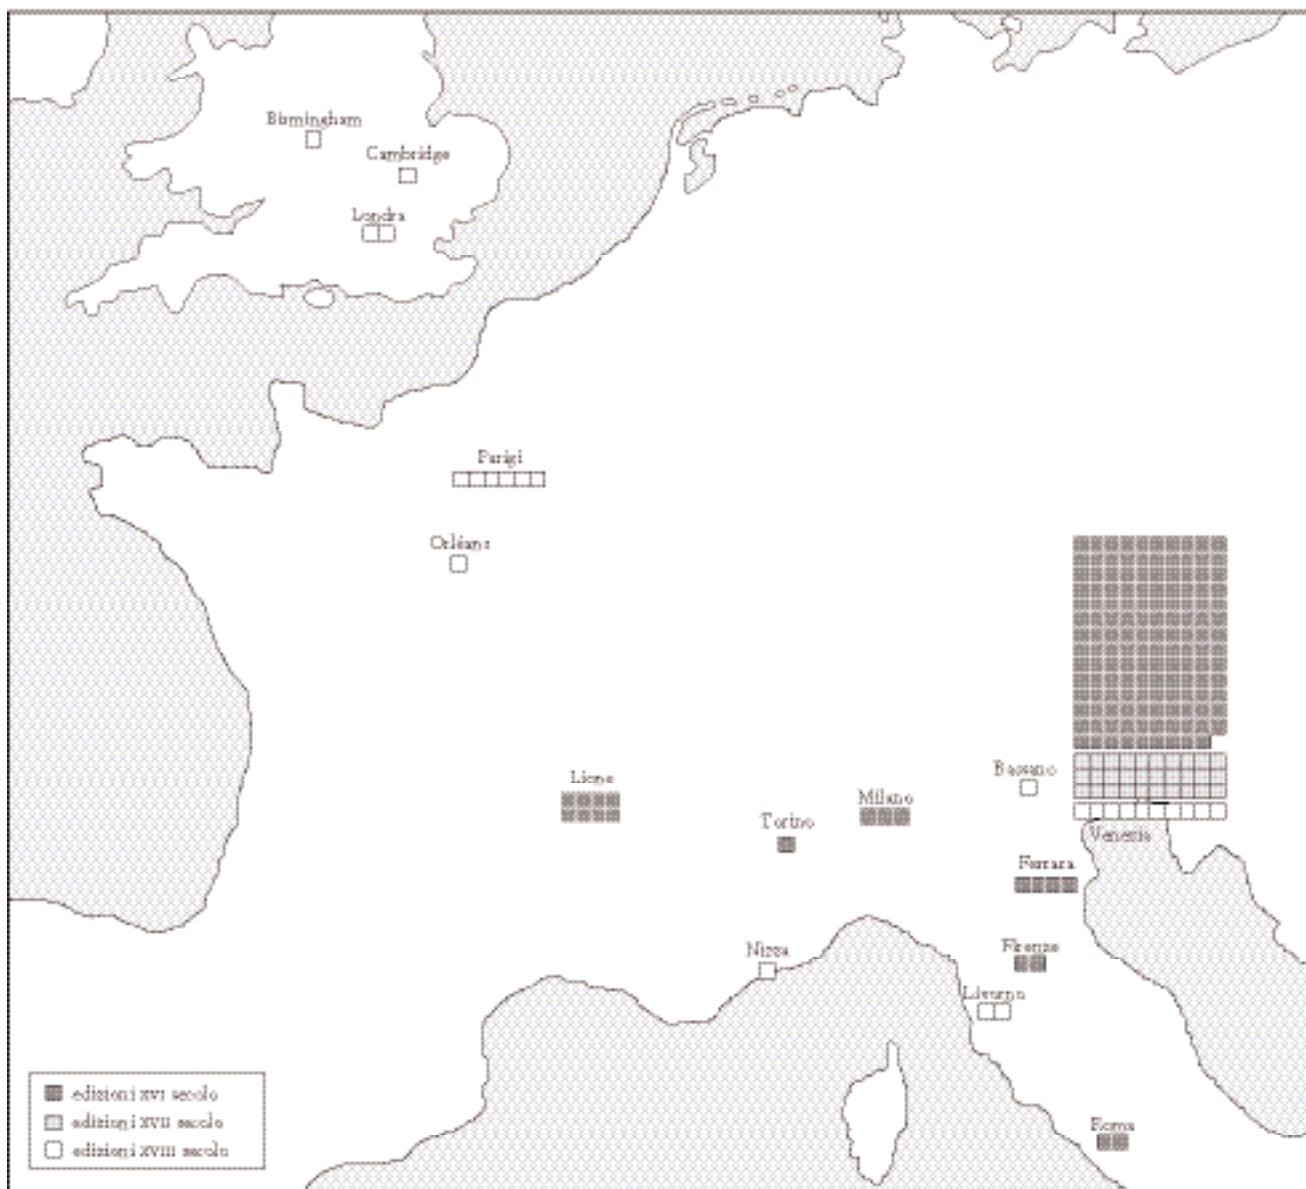 Birmingham
Cambridge
Londra
Parigi
Orléans
Lione
Torino
Milano
Bassano
Venezia
Ferrara
Nizza
Firenze
Livorno
Roma
edizioni XVI secolo
edizioni XVII secolo
edizioni XVIII secolo